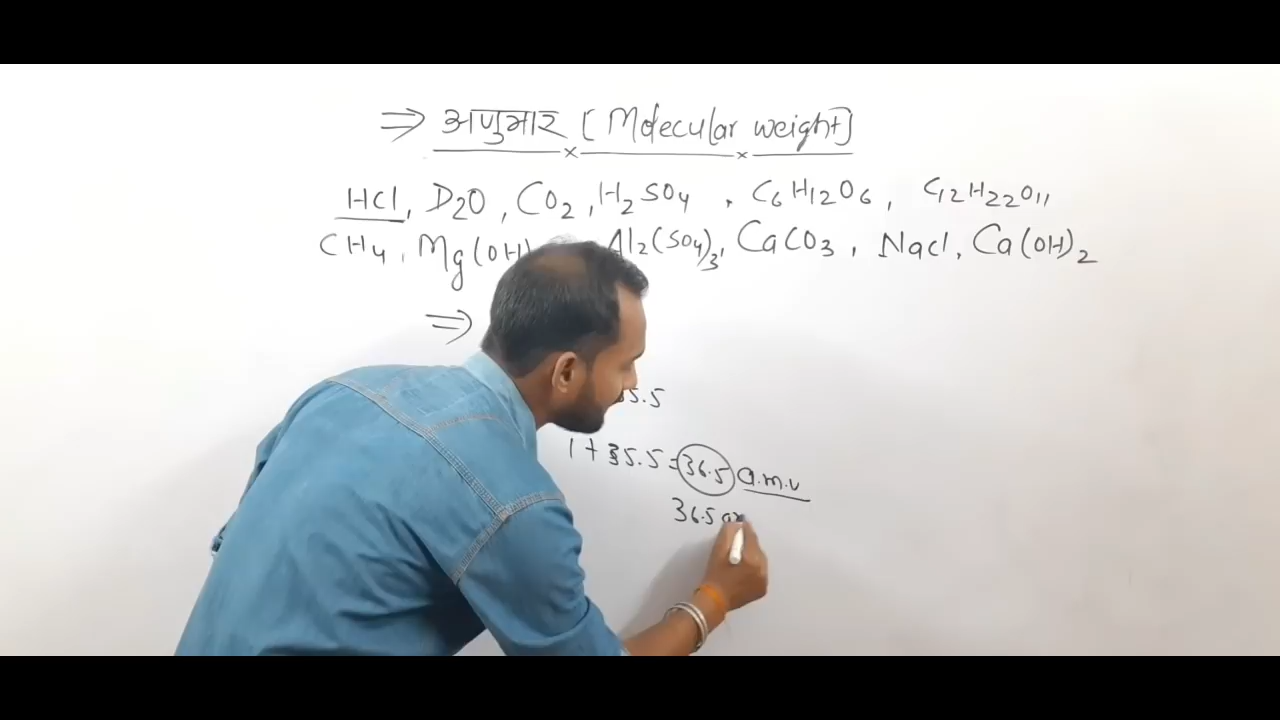 ⇒ अणुभार [Molecular weight]
HCl, D2O, CO2, H2SO4, C6H12O6, C12H22O11
CH4, Mg(OH) Al2(SO4)3, CaCO3, NaCl, Ca(OH)2
⇒
35.5
1 + 35.5 = 36.5 a.m.u
36.5